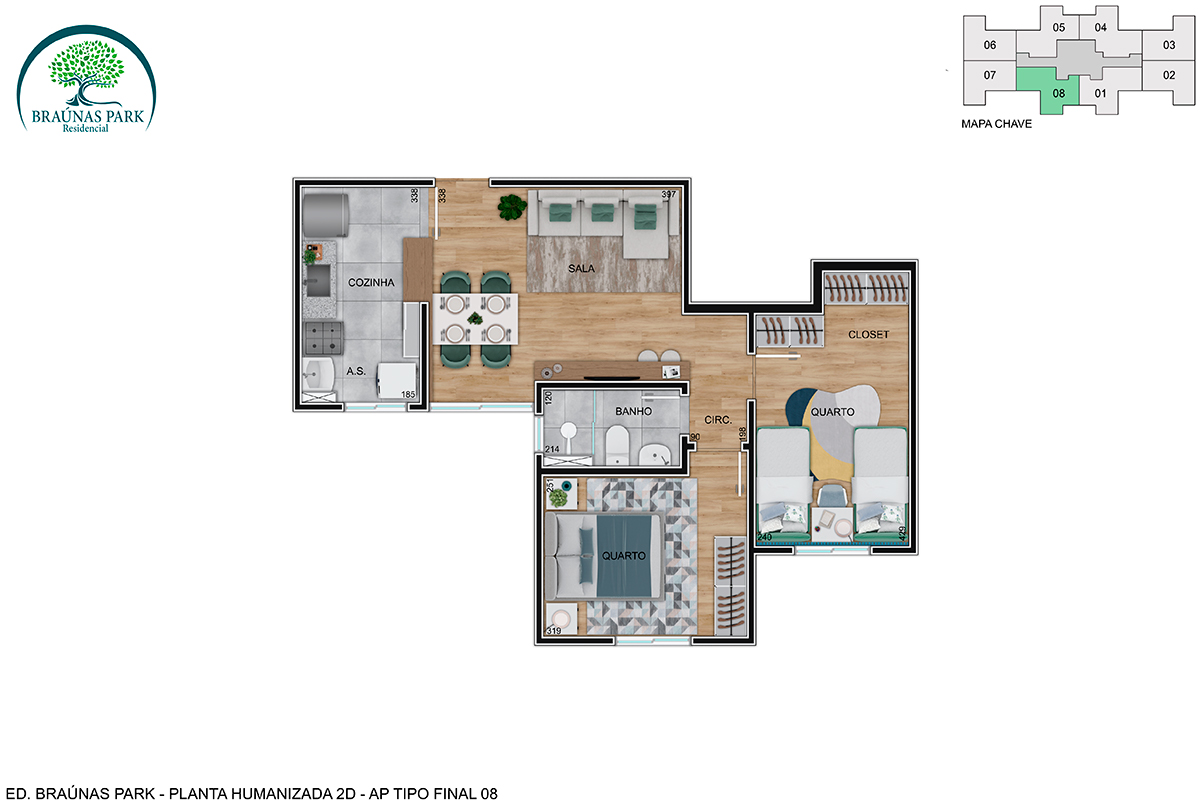 BRAÚNAS PARK
Residencial
05
04
06
03
07
02
08
01
MAPA CHAVE
338
338
397
SALA
COZINHA
CLOSET
A.S.
185
120
BANHO
QUARTO
CIRC.
90
198
214
251
QUARTO
240
429
319
ED. BRAÚNAS PARK - PLANTA HUMANIZADA 2D - AP TIPO FINAL 08